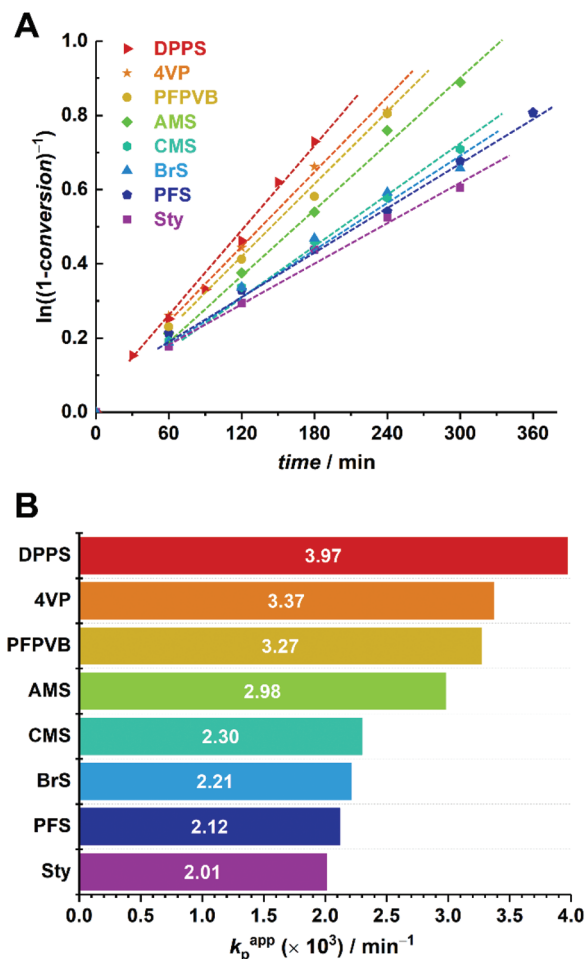 A
ln((1-conversion)⁻¹)
1.0
0.8
0.6
0.4
0.2
0.0
DPPS
4VP
PFPVB
AMS
CMS
BrS
PFS
Sty
0 60 120 180 240 300 360
time / min
B
DPPS 3.97
4VP 3.37
PFPVB 3.27
AMS 2.98
CMS 2.30
BrS 2.21
PFS 2.12
Sty 2.01
0.0 0.5 1.0 1.5 2.0 2.5 3.0 3.5 4.0
kₚᵃᵖᵖ (× 10³) / min⁻¹